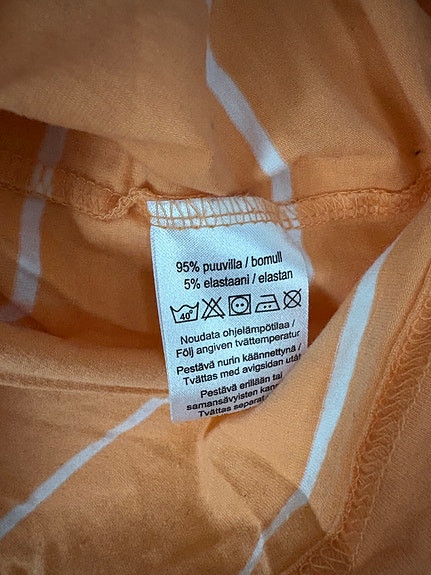 95% puuvilla / bomull
5% elastaani / elastan
40°
Noudata ohjelämpötilaa /
Följ angiven tvättemperatur
Pestävä nurin käännettynä /
Tvättas med avigsidan utåt
Pestävä erillään tai
samansävyisten
Tvättas separat